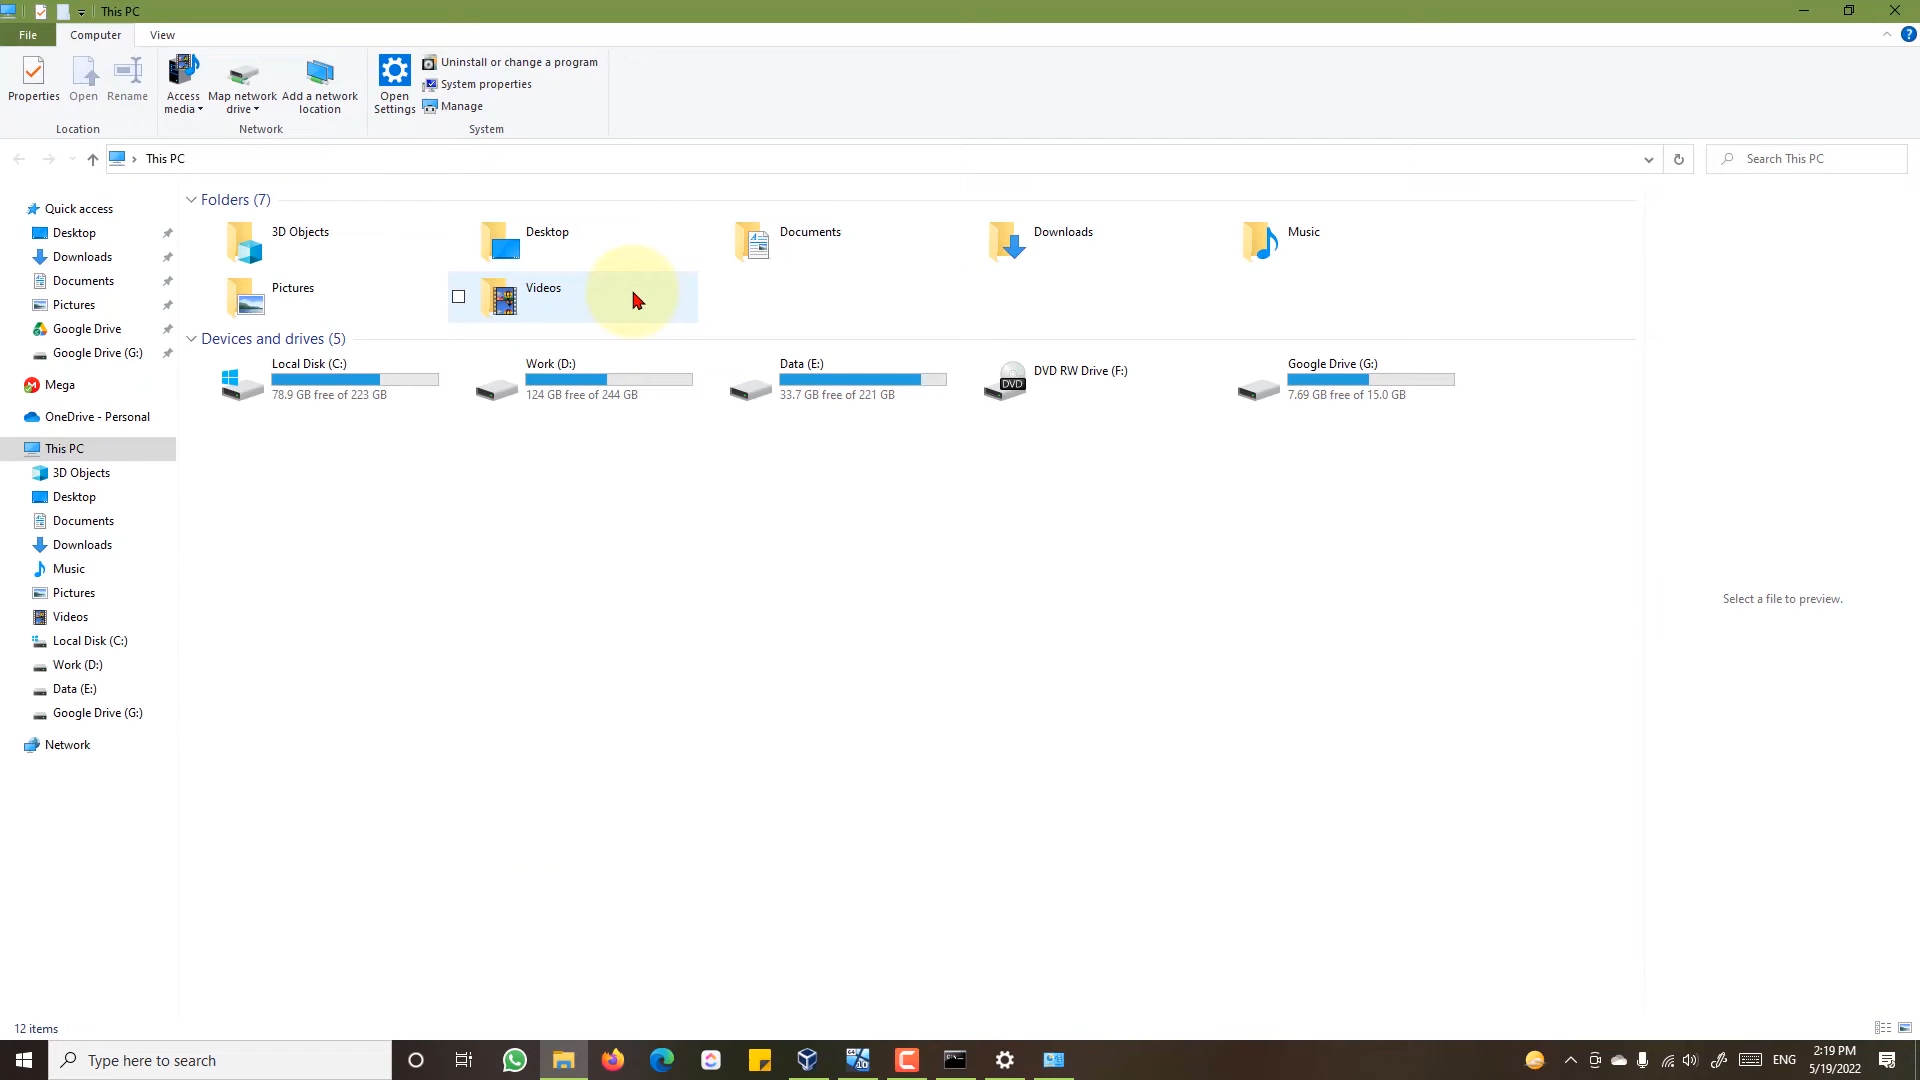 This PC
File
Computer
View
Properties
Open
Rename
Access media
Map network drive
Add a network location
Open Settings
Uninstall or change a program
System properties
Manage
Location
Network
System
This PC
Search This PC
Quick access
Desktop
Downloads
Documents
Pictures
Google Drive
Google Drive (G:)
Mega
OneDrive - Personal
This PC
3D Objects
Desktop
Documents
Downloads
Music
Pictures
Videos
Local Disk (C:)
Work (D:)
Data (E:)
Google Drive (G:)
Network
Folders (7)
3D Objects
Desktop
Documents
Downloads
Music
Pictures
Videos
Devices and drives (5)
Local Disk (C:)
78.9 GB free of 223 GB
Work (D:)
124 GB free of 244 GB
Data (E:)
33.7 GB free of 221 GB
DVD
DVD RW Drive (F:)
Google Drive (G:)
7.69 GB free of 15.0 GB
Select a file to preview.
12 items
Type here to search
ENG
2:19 PM
5/19/2022